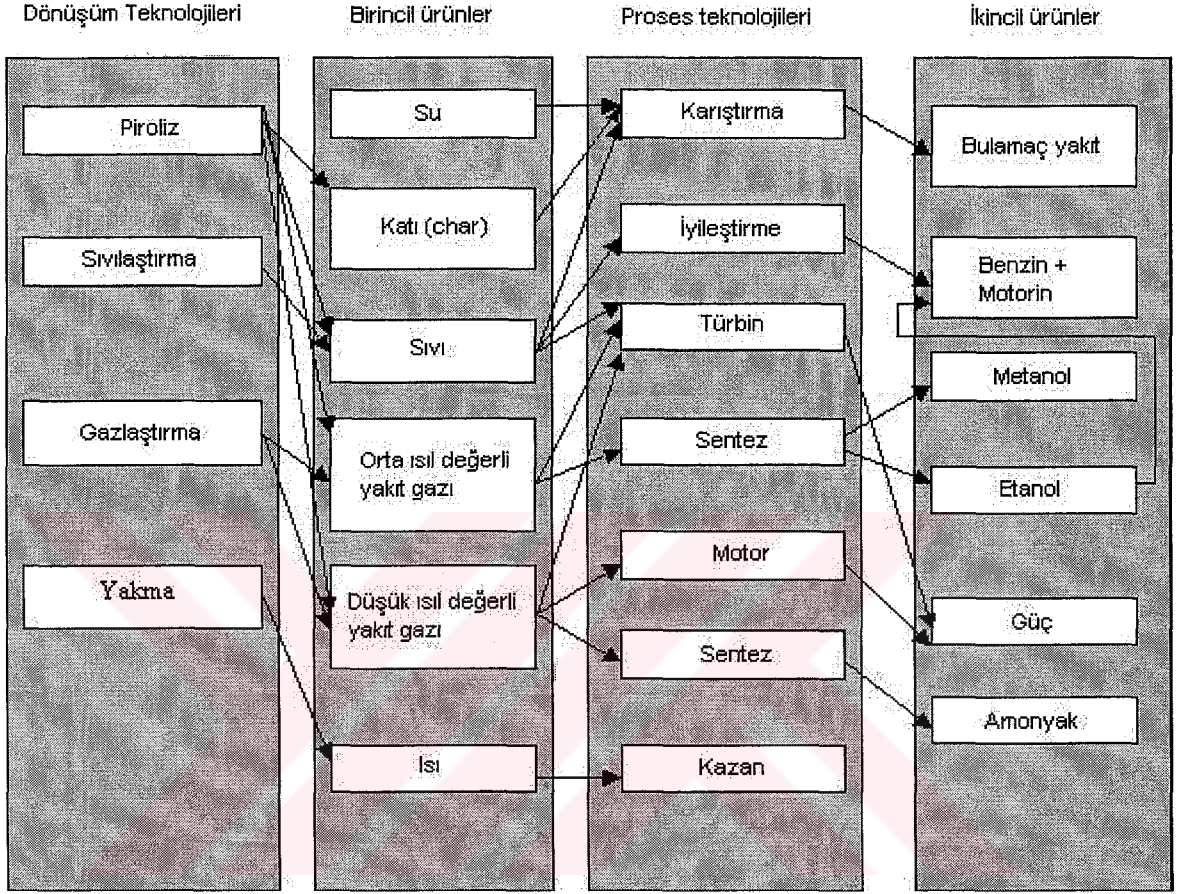 Dönüşüm Teknolojileri
Birincil ürünler
Proses teknolojileri
İkincil ürünler
Piroliz
Sıvılaştırma
Gazlaştırma
Yakma
Su
Katı (char)
Sıvı
Orta ısıl değerli
yakıt gazı
Düşük ısıl değerli
yakıt gazı
Isı
Karıştırma
İyileştirme
Türbin
Sentez
Motor
Sentez
Kazan
Bulamaç yakıt
Benzin +
Motorin
Metanol
Etanol
Güç
Amonyak